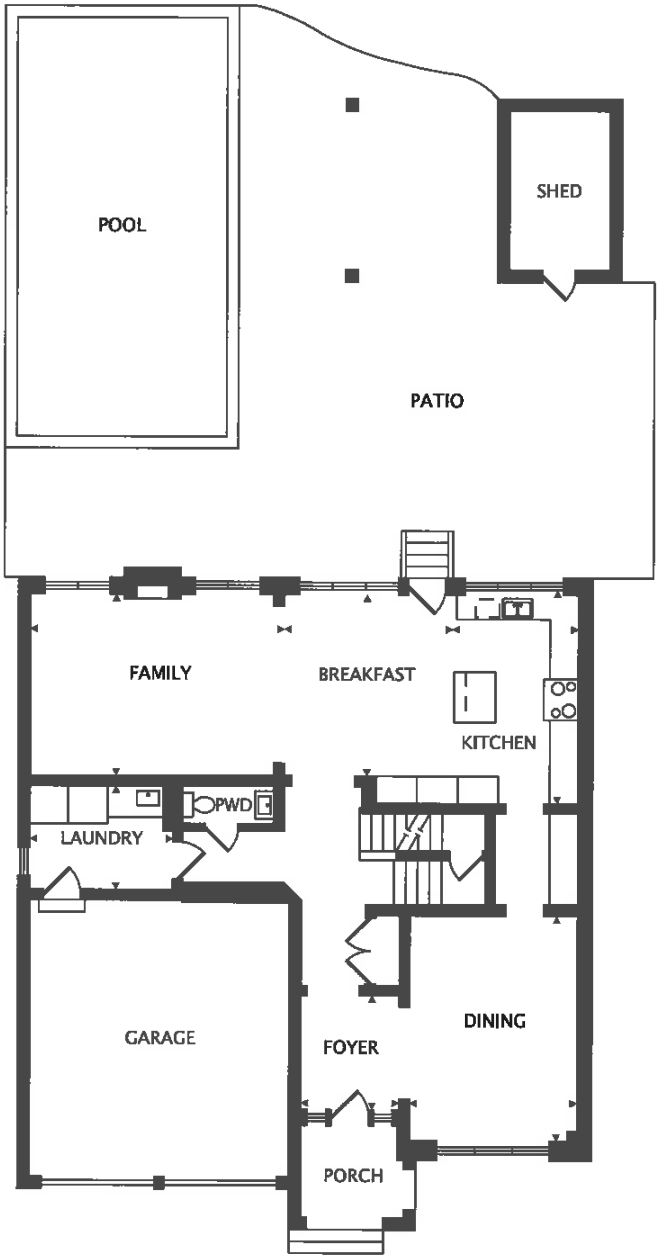 SHED
POOL
PATIO
FAMILY
BREAKFAST
KITCHEN
PWD
LAUNDRY
DINING
GARAGE
FOYER
PORCH